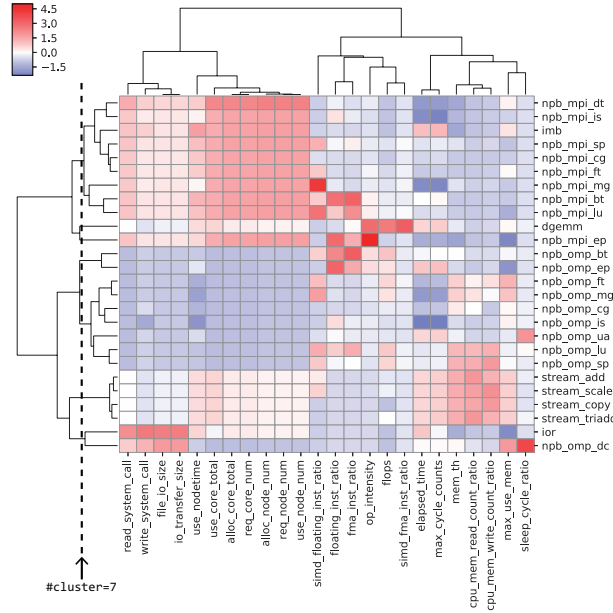 4.5
3.0
1.5
0.0
−1.5
npb_mpi_dt
npb_mpi_is
imb
npb_mpi_sp
npb_mpi_cg
npb_mpi_ft
npb_mpi_mg
npb_mpi_bt
npb_mpi_lu
dgemm
npb_mpi_ep
npb_omp_bt
npb_omp_ep
npb_omp_ft
npb_omp_mg
npb_omp_cg
npb_omp_is
npb_omp_ua
npb_omp_lu
npb_omp_sp
stream_add
stream_scale
stream_copy
stream_triado
ior
npb_omp_dc
read_system_call
write_system_call
file_io_size
io_transfer_size
use_nodetime
use_core_total
alloc_core_total
req_core_num
alloc_node_num
req_node_num
use_node_num
simd_floating_inst_ratio
floating_inst_ratio
fma_inst_ratio
op_intensity
flops
simd_fma_inst_ratio
elapsed_time
max_cycle_counts
mem_th
cpu_mem_read_count_ratio
cpu_mem_write_count_ratio
max_use_mem
sleep_cycle_ratio
#cluster=7